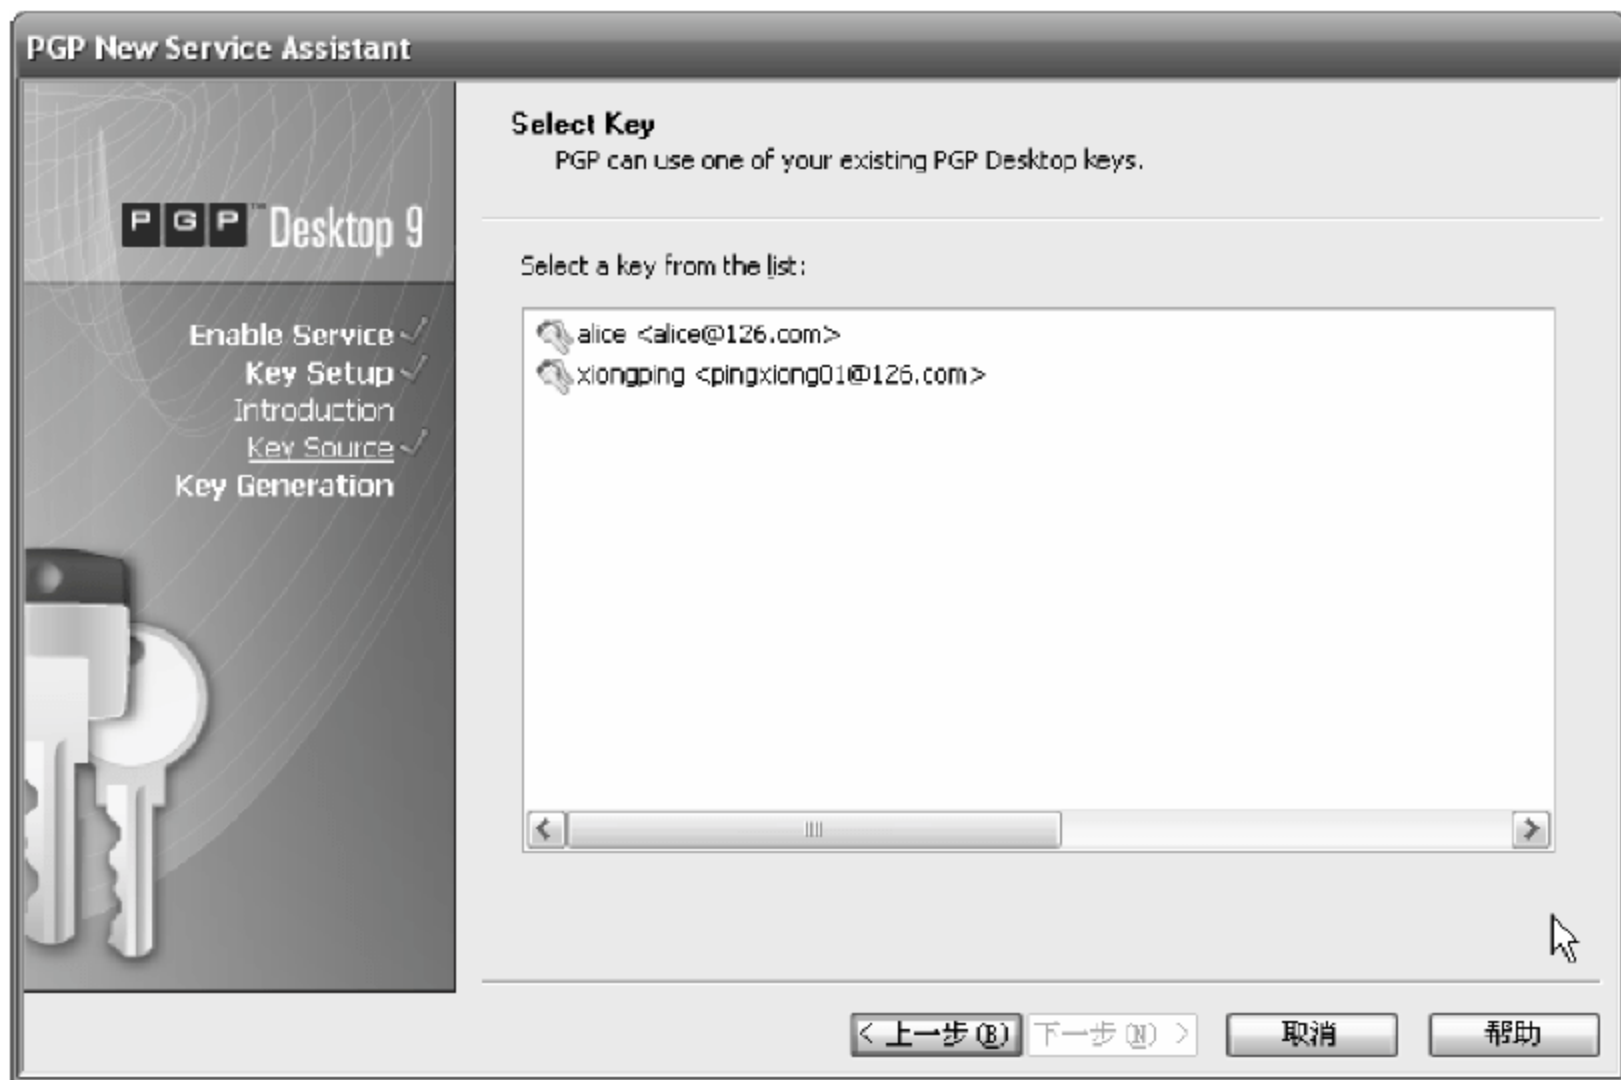 PGP New Service Assistant
Select Key
PGP can use one of your existing PGP Desktop keys.
PGP™ Desktop 9
Select a key from the list:
alice <alice@126.com>
xiongping <pingxiong01@126.com>
Enable Service
Key Setup
Introduction
Key Source
Key Generation
< 上一步(B)
下一步(N) >
取消
帮助